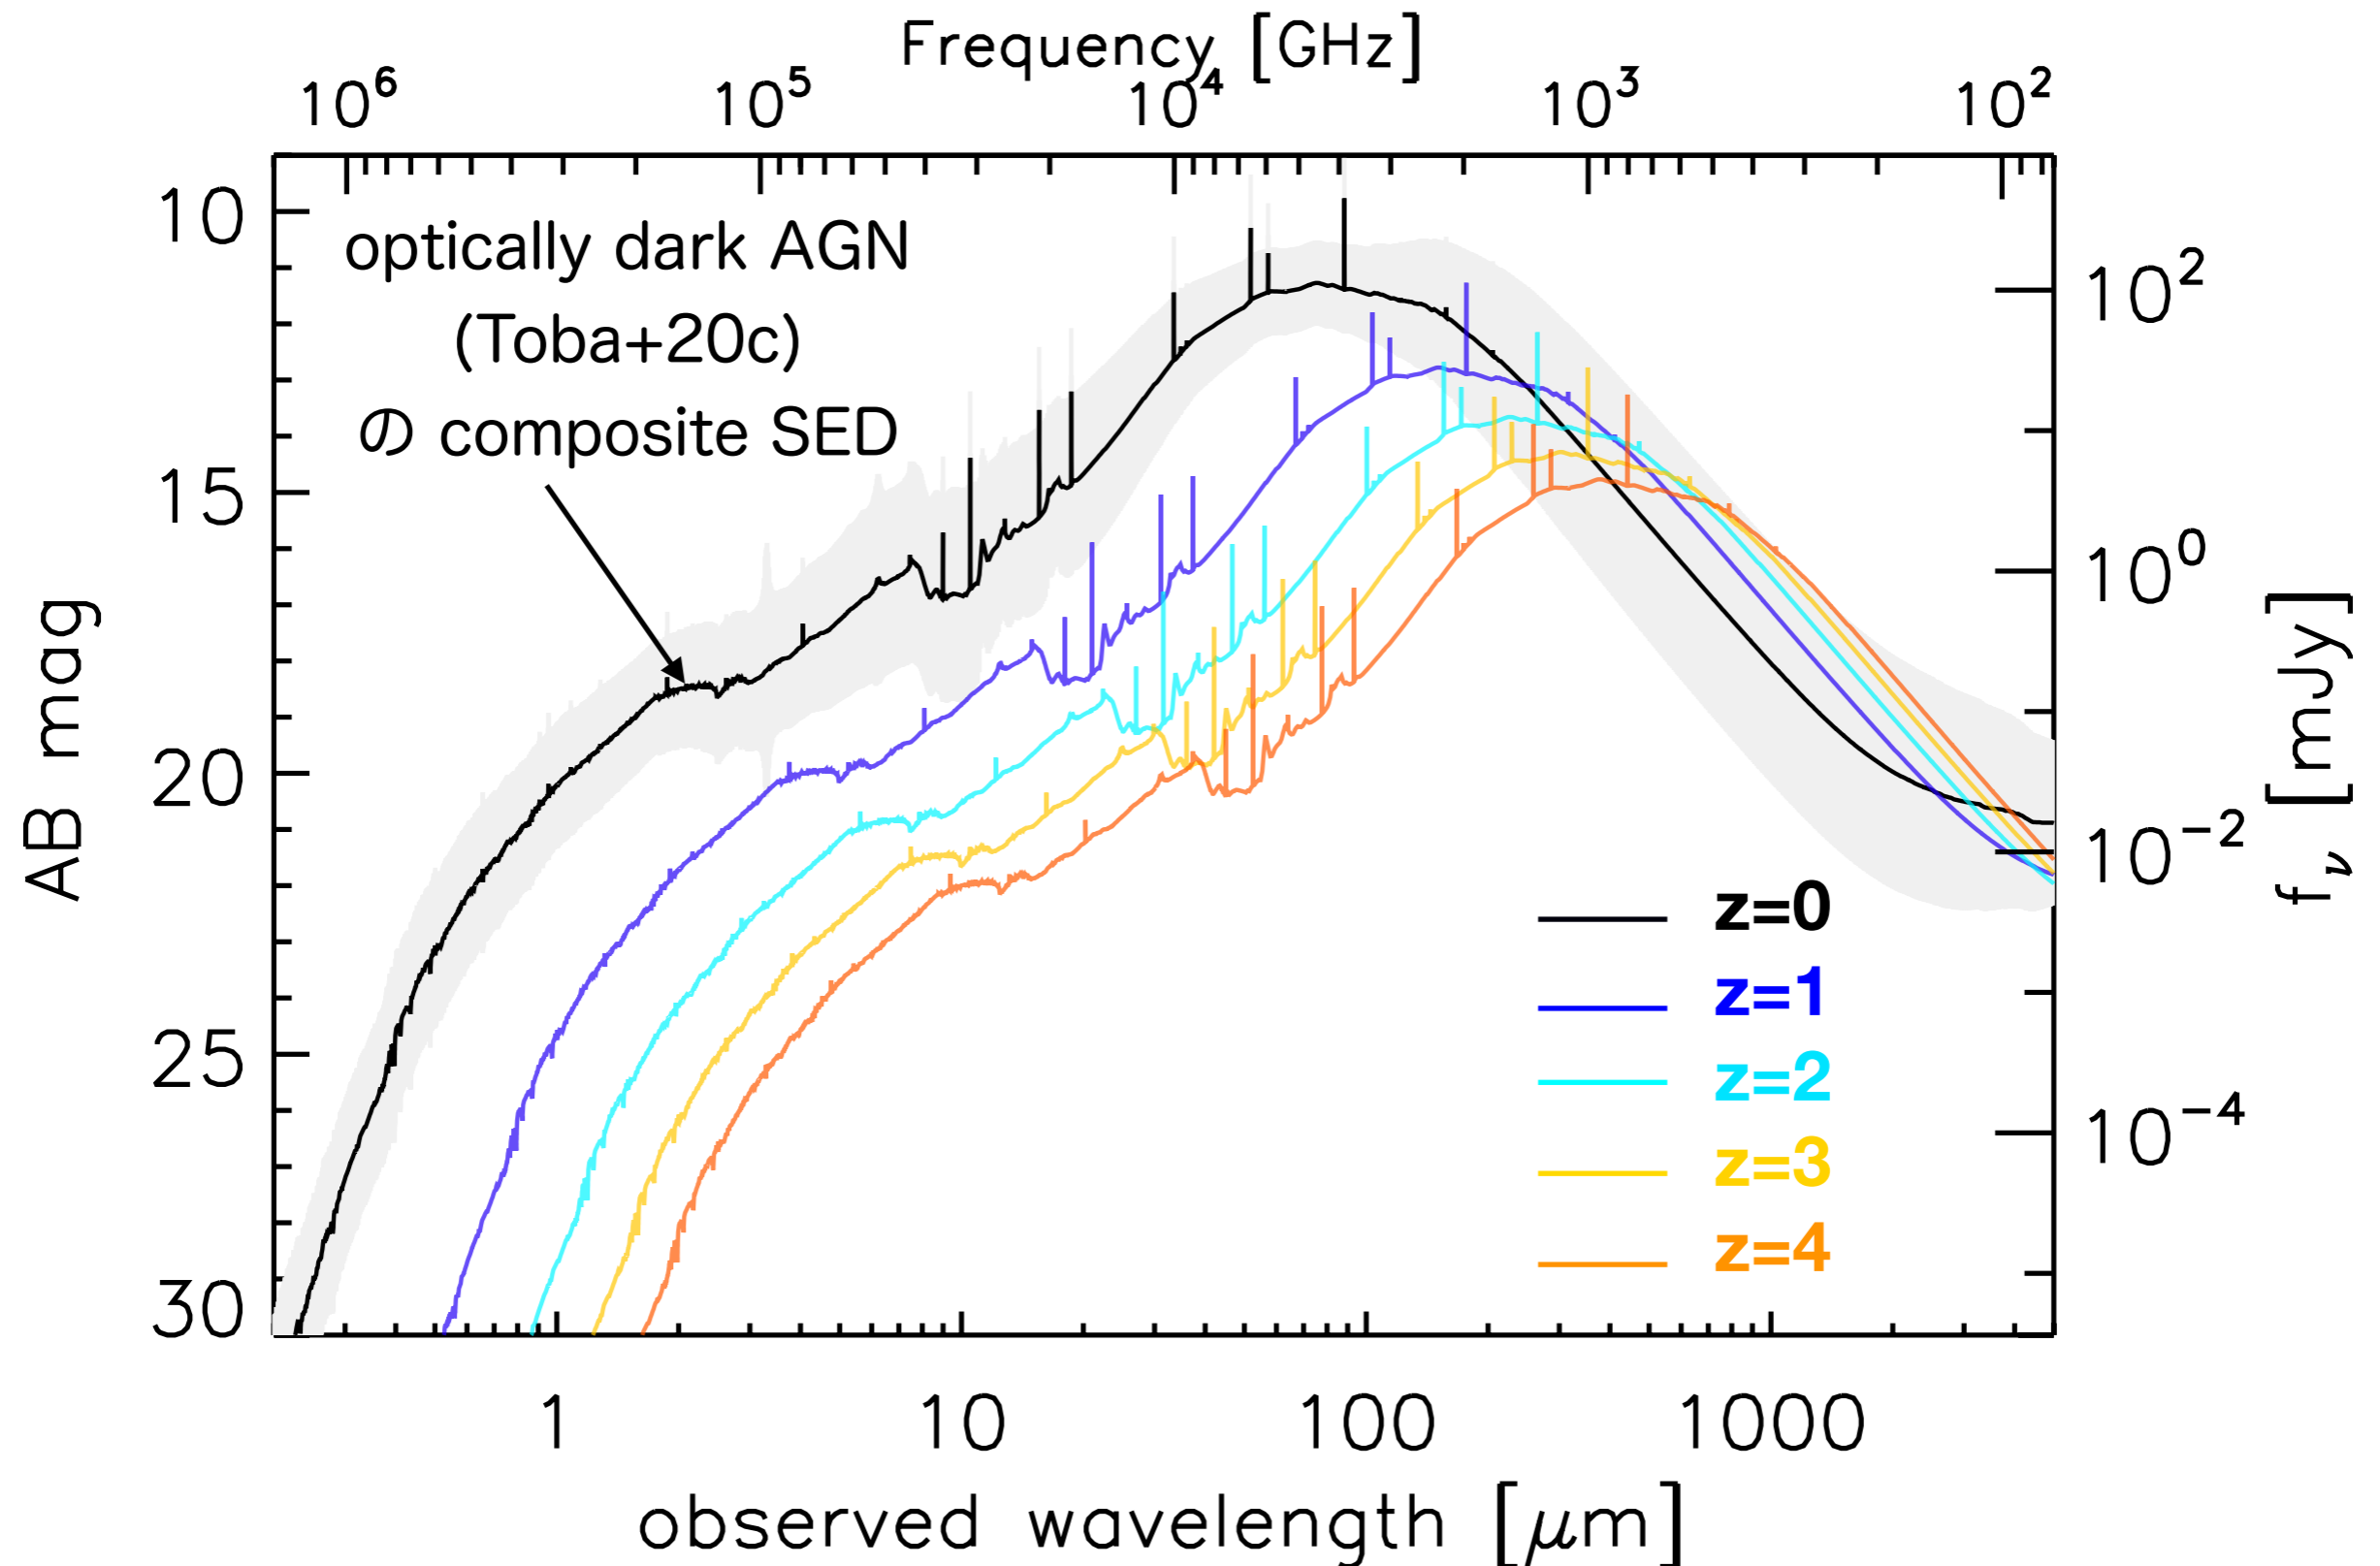 Frequency [GHz]
10⁶ 10⁵ 10⁴ 10³ 10²
optically dark AGN
(Toba+20c)
の composite SED
10
15
20
25
30
AB mag
10²
10⁰
10⁻²
10⁻⁴
fν [mJy]
z=0
z=1
z=2
z=3
z=4
1 10 100 1000
observed wavelength [μm]